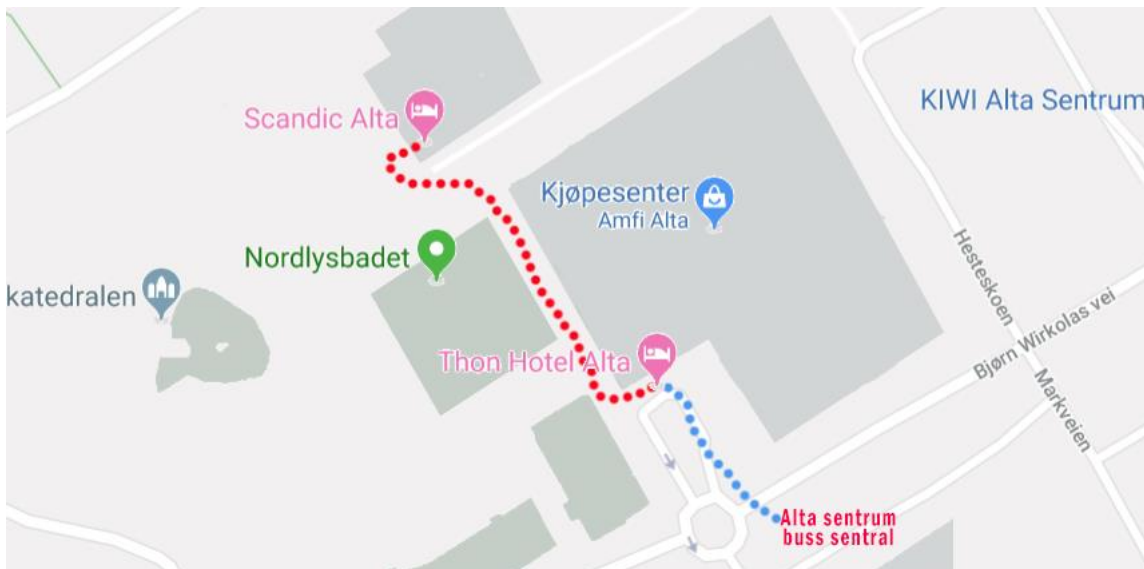 KIWI Alta Sentrum
Scandic Alta
Kjøpesenter
Amfi Alta
Nordlysbadet
katedralen
Hesteskoen
Thon Hotel Alta
Bjørn Wirkolas vei
Markveien
Alta sentrum
buss sentral